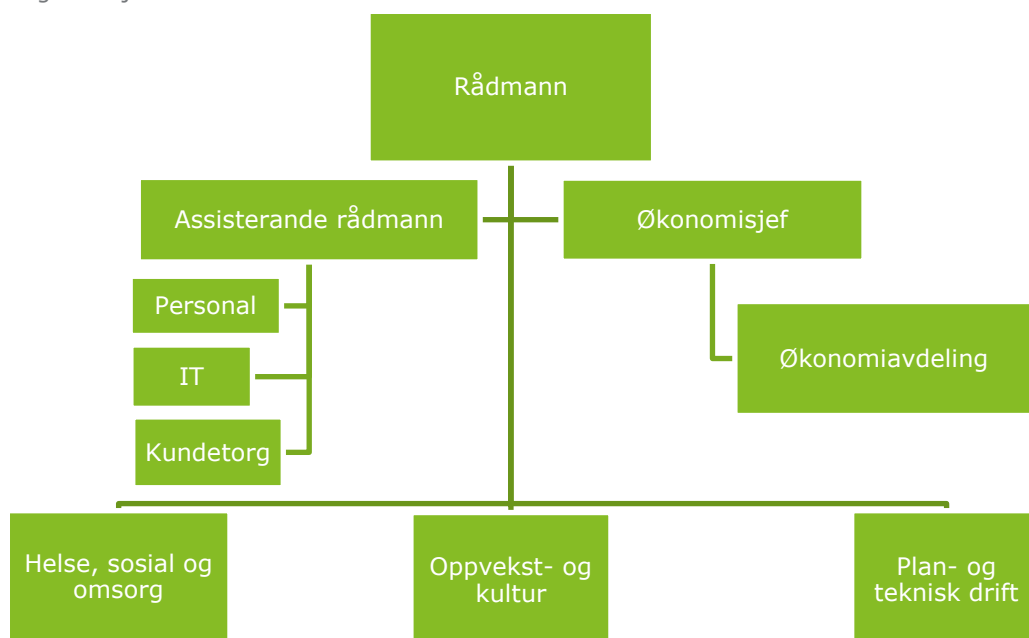 Rådmann
Assisterande rådmann
Økonomisjef
Personal
IT
Kundetorg
Økonomiavdeling
Helse, sosial og
omsorg
Oppvekst- og
kultur
Plan- og
teknisk drift